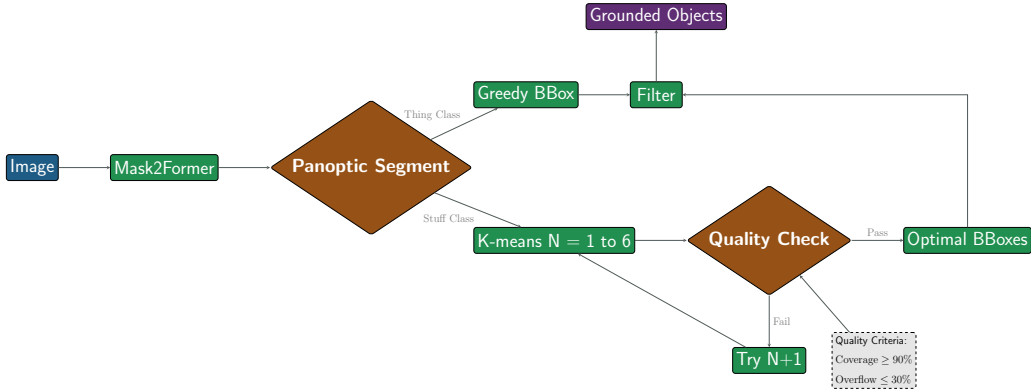 Grounded Objects
Greedy BBox
Filter
Thing Class
Image
Mask2Former
Panoptic Segment
Stuff Class
K-means N = 1 to 6
Quality Check
Pass
Optimal BBoxes
Fail
Try N+1
Quality Criteria:
Coverage ≥ 90%
Overflow ≤ 30%